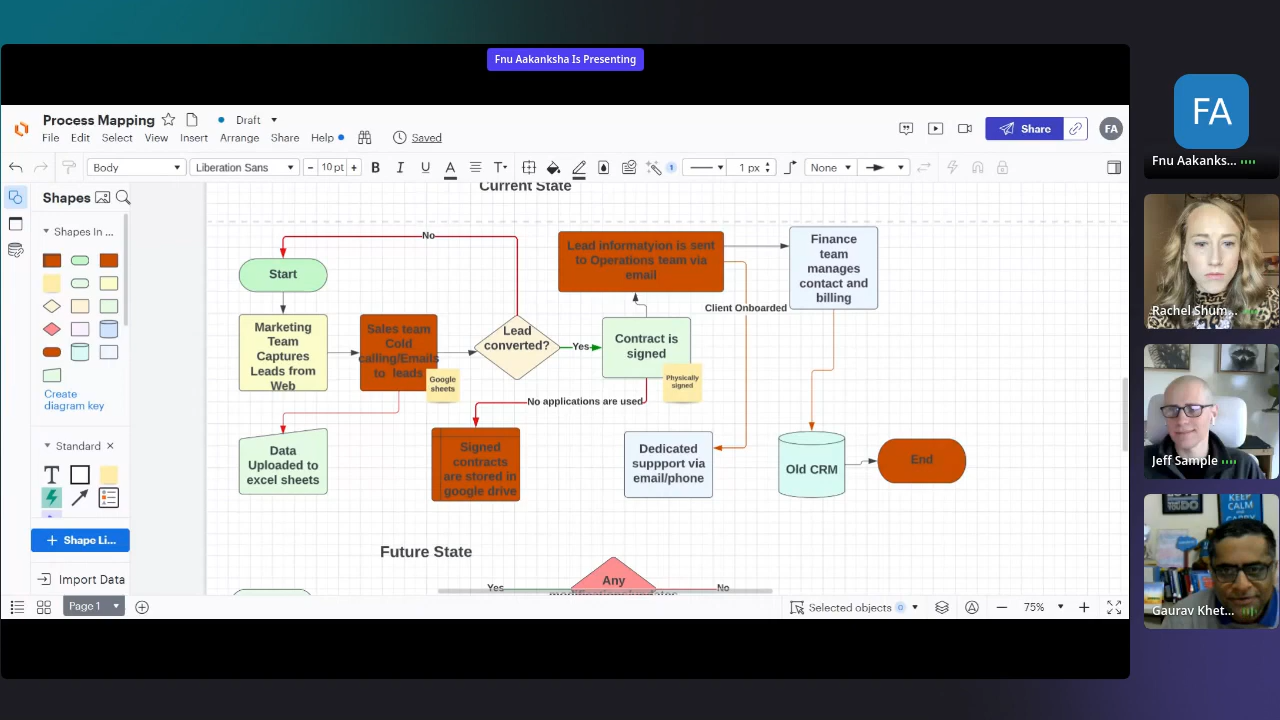 Fnu Aakanksha Is Presenting
Process Mapping
Draft
File Edit Select View Insert Arrange Share Help
Saved
Share
FA
Body
Liberation Sans
10 pt
B I U A T
1
1 px
None
Shapes
Shapes In ...
Create
diagram key
Standard
T
Shape Li...
Import Data
Current State
No
Start
Marketing
Team
Captures
Leads from
Web
Sales team
Cold
calling/Emails
to leads
Google
sheets
Lead
converted?
Yes
Contract is
signed
Physically
signed
Lead informatyion is sent
to Operations team via
email
Client Onboarded
Finance
team
manages
contact and
billing
No applications are used
Data
Uploaded to
excel sheets
Signed
contracts
are stored in
google drive
Dedicated
suppport via
email/phone
Old CRM
End
Future State
Yes
Any
modifications/updates
No
Page 1
Selected objects 0
75%
FA
Fnu Aakanks...
Rachel Shum...
Jeff Sample
KEEP
CALM
Gaurav Khet...